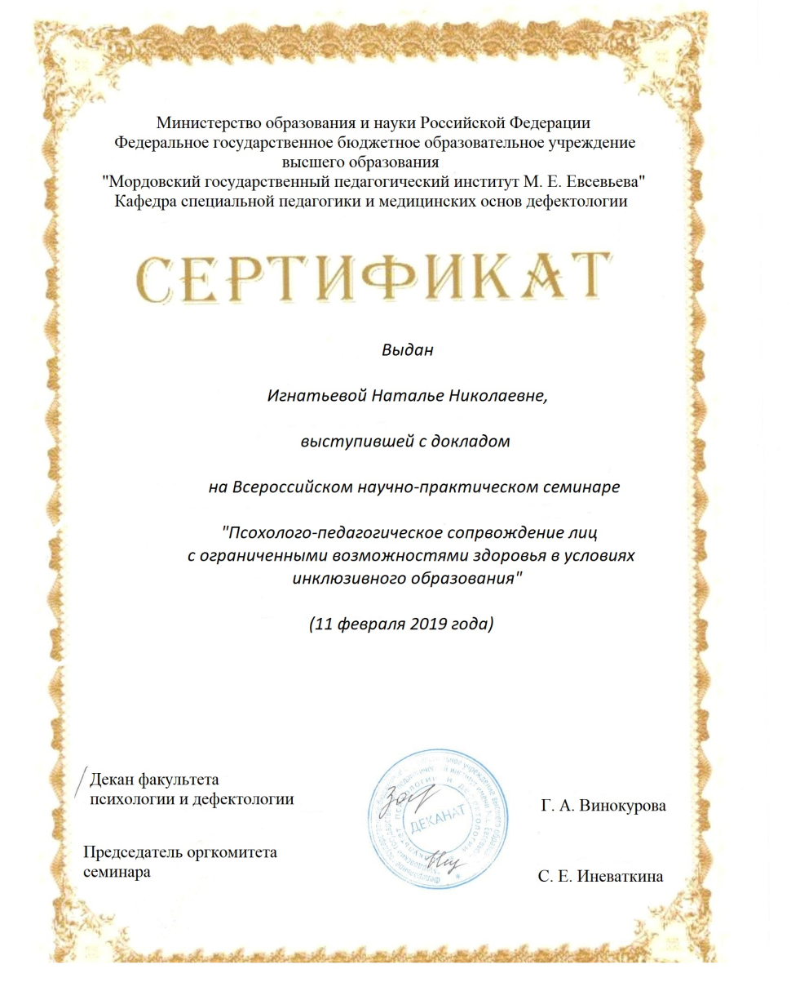 Министерство образования и науки Российской Федерации
Федеральное государственное бюджетное образовательное учреждение
высшего образования
"Мордовский государственный педагогический институт М. Е. Евсевьева"
Кафедра специальной педагогики и медицинских основ дефектологии
СЕРТИФИКАТ
Выдан
Игнатьевой Наталье Николаевне,
выступившей с докладом
на Всероссийском научно-практическом семинаре
"Псохолого-педагогическое сопрвождение лиц
с ограниченными возможностями здоровья в условиях
инклюзивного образования"
(11 февраля 2019 года)
Декан факультета
психологии и дефектологии
Г. А. Винокурова
ДЕКАНАТ
Председатель оргкомитета
семинара
С. Е. Иневаткина